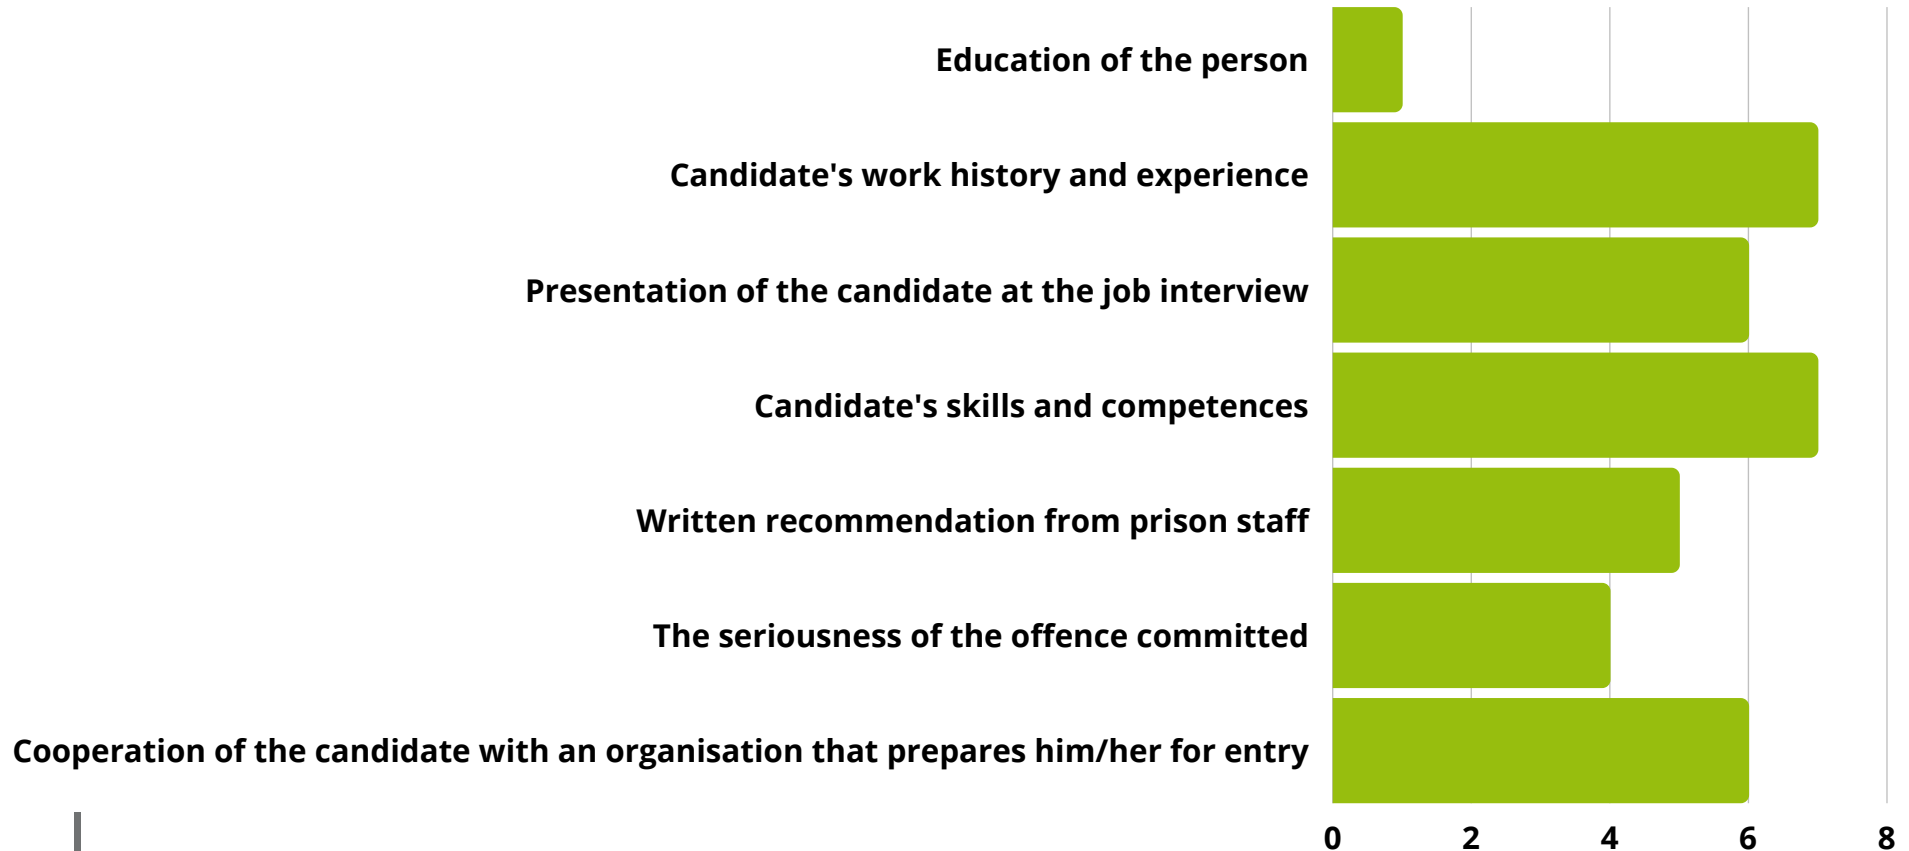 Education of the person
Candidate's work history and experience
Presentation of the candidate at the job interview
Candidate's skills and competences
Written recommendation from prison staff
The seriousness of the offence committed
Cooperation of the candidate with an organisation that prepares him/her for entry
0 2 4 6 8